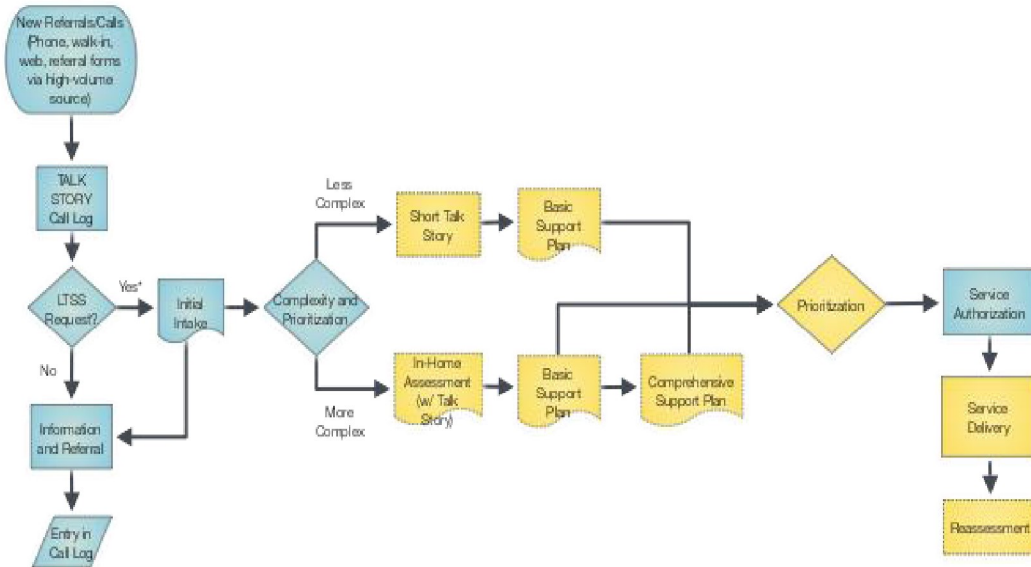 New Referrals/Calls
(Phone, walk-in,
web, referral forms
via high-volume
source)
TALK
STORY
Call Log
LTSS
Request?
Yes*
No
Initial
Intake
Information
and Referral
Entry in
Call Log
Complexity and
Prioritization
Less
Complex
More
Complex
Short Talk
Story
Basic
Support
Plan
In-Home
Assessment
(w/ Talk
Story)
Basic
Support
Plan
Comprehensive
Support Plan
Prioritization
Service
Authorization
Service
Delivery
Reassessment